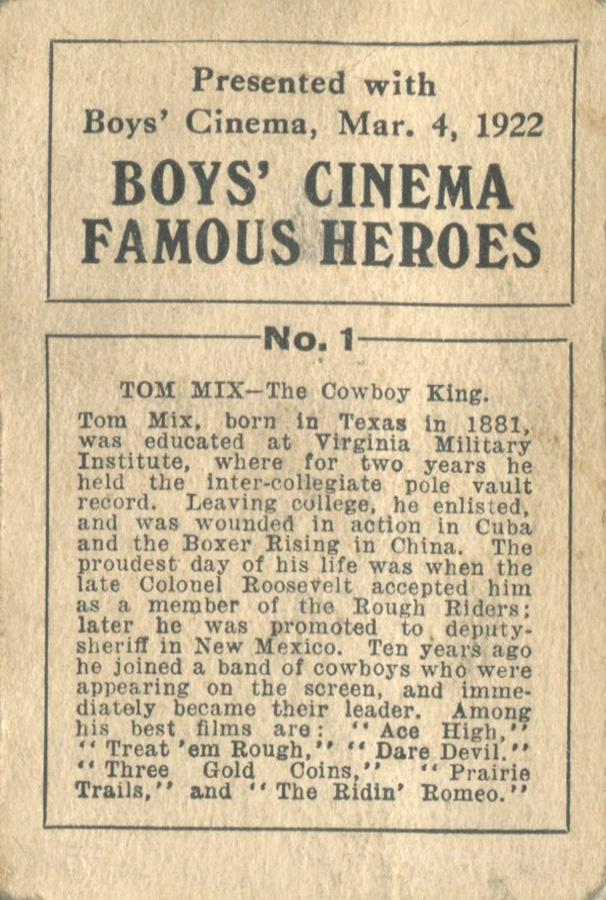 Presented with
Boys' Cinema, Mar. 4, 1922
BOYS' CINEMA
FAMOUS HEROES
No. 1
TOM MIX—The Cowboy King.
Tom Mix, born in Texas in 1881,
was educated at Virginia Military
Institute, where for two years he
held the inter-collegiate pole vault
record. Leaving college, he enlisted,
and was wounded in action in Cuba
and the Boxer Rising in China. The
proudest day of his life was when the
late Colonel Roosevelt accepted him
as a member of the Rough Riders;
later he was promoted to deputy-
sheriff in New Mexico. Ten years ago
he joined a band of cowboys who were
appearing on the screen, and imme-
diately became their leader. Among
his best films are: "Ace High,"
"Treat 'em Rough," "Dare Devil."
"Three Gold Coins," "Prairie
Trails," and "The Ridin' Romeo."